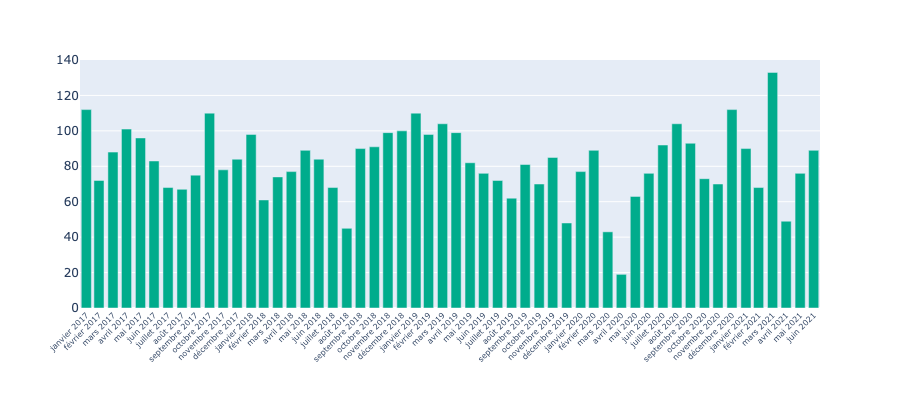 140
120
100
80
60
40
20
0
janvier 2017
février 2017
mars 2017
avril 2017
mai 2017
juin 2017
juillet 2017
août 2017
septembre 2017
octobre 2017
novembre 2017
décembre 2017
janvier 2018
février 2018
mars 2018
avril 2018
mai 2018
juin 2018
juillet 2018
août 2018
septembre 2018
octobre 2018
novembre 2018
décembre 2018
janvier 2019
février 2019
mars 2019
avril 2019
mai 2019
juin 2019
juillet 2019
août 2019
septembre 2019
octobre 2019
novembre 2019
décembre 2019
janvier 2020
février 2020
mars 2020
avril 2020
mai 2020
juin 2020
juillet 2020
août 2020
septembre 2020
octobre 2020
novembre 2020
décembre 2020
janvier 2021
février 2021
mars 2021
avril 2021
mai 2021
juin 2021